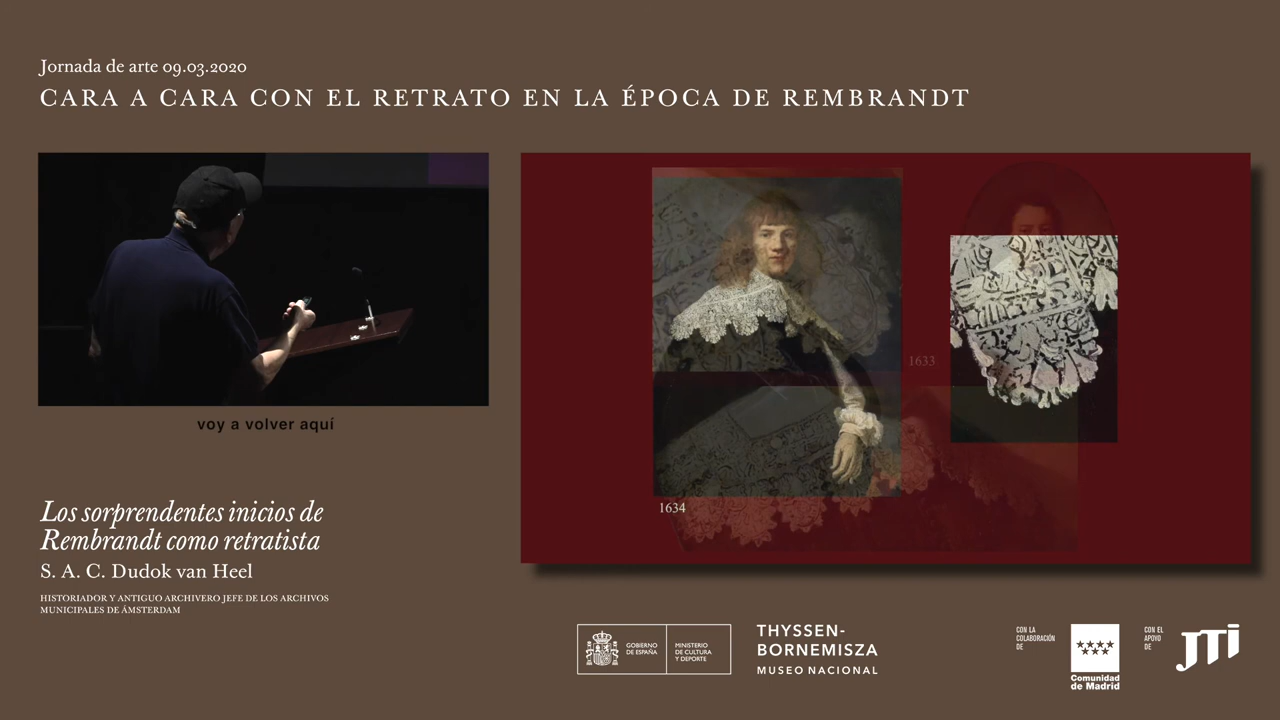 Jornada de arte 09.03.2020
CARA A CARA CON EL RETRATO EN LA ÉPOCA DE REMBRANDT
voy a volver aquí
1633
1634
Los sorprendentes inicios de
Rembrandt como retratista
S. A. C. Dudok van Heel
HISTORIADOR Y ANTIGUO ARCHIVERO JEFE DE LOS ARCHIVOS
MUNICIPALES DE ÁMSTERDAM
GOBIERNO
DE ESPAÑA
MINISTERIO
DE CULTURA
Y DEPORTE
THYSSEN-
BORNEMISZA
MUSEO NACIONAL
CON LA
COLABORACIÓN
DE
Comunidad
de Madrid
CON EL
APOYO
DE
JTi